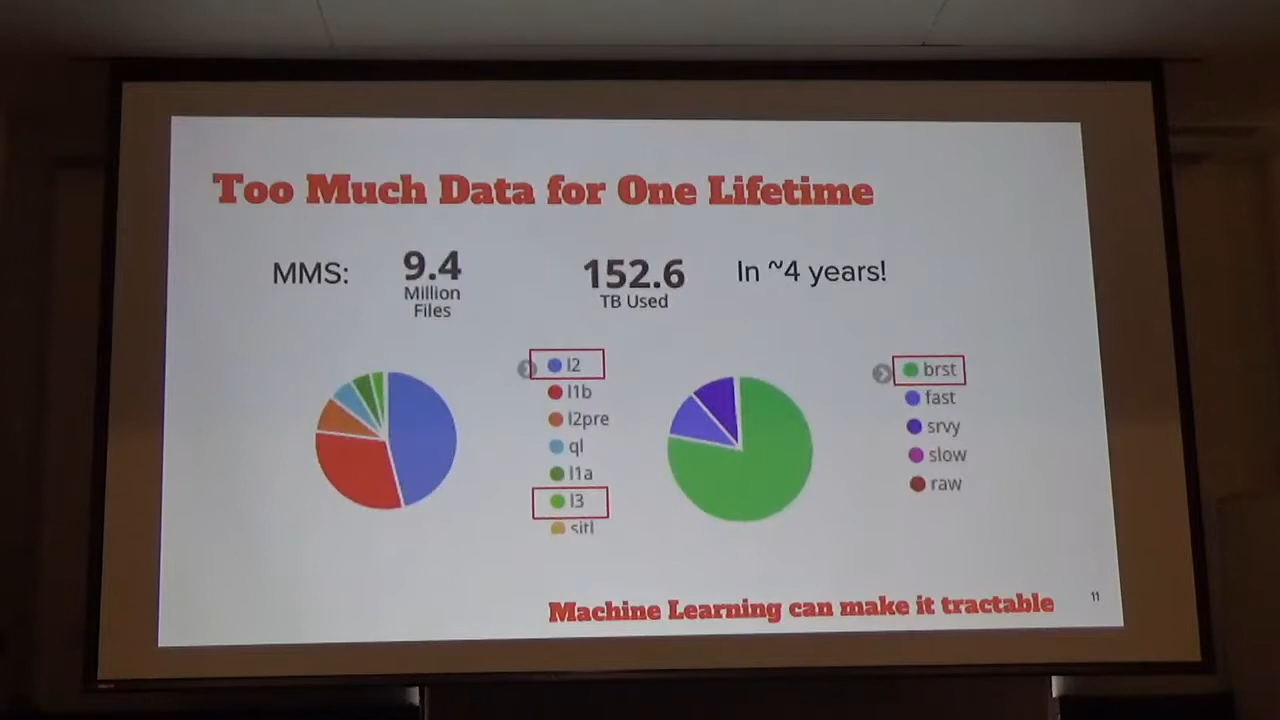 Too Much Data for One Lifetime
MMS:
9.4
Million
Files
152.6
TB Used
In ~4 years!
l2
l1b
l2pre
ql
l1a
l3
sitl
brst
fast
srvy
slow
raw
Machine Learning can make it tractable
11